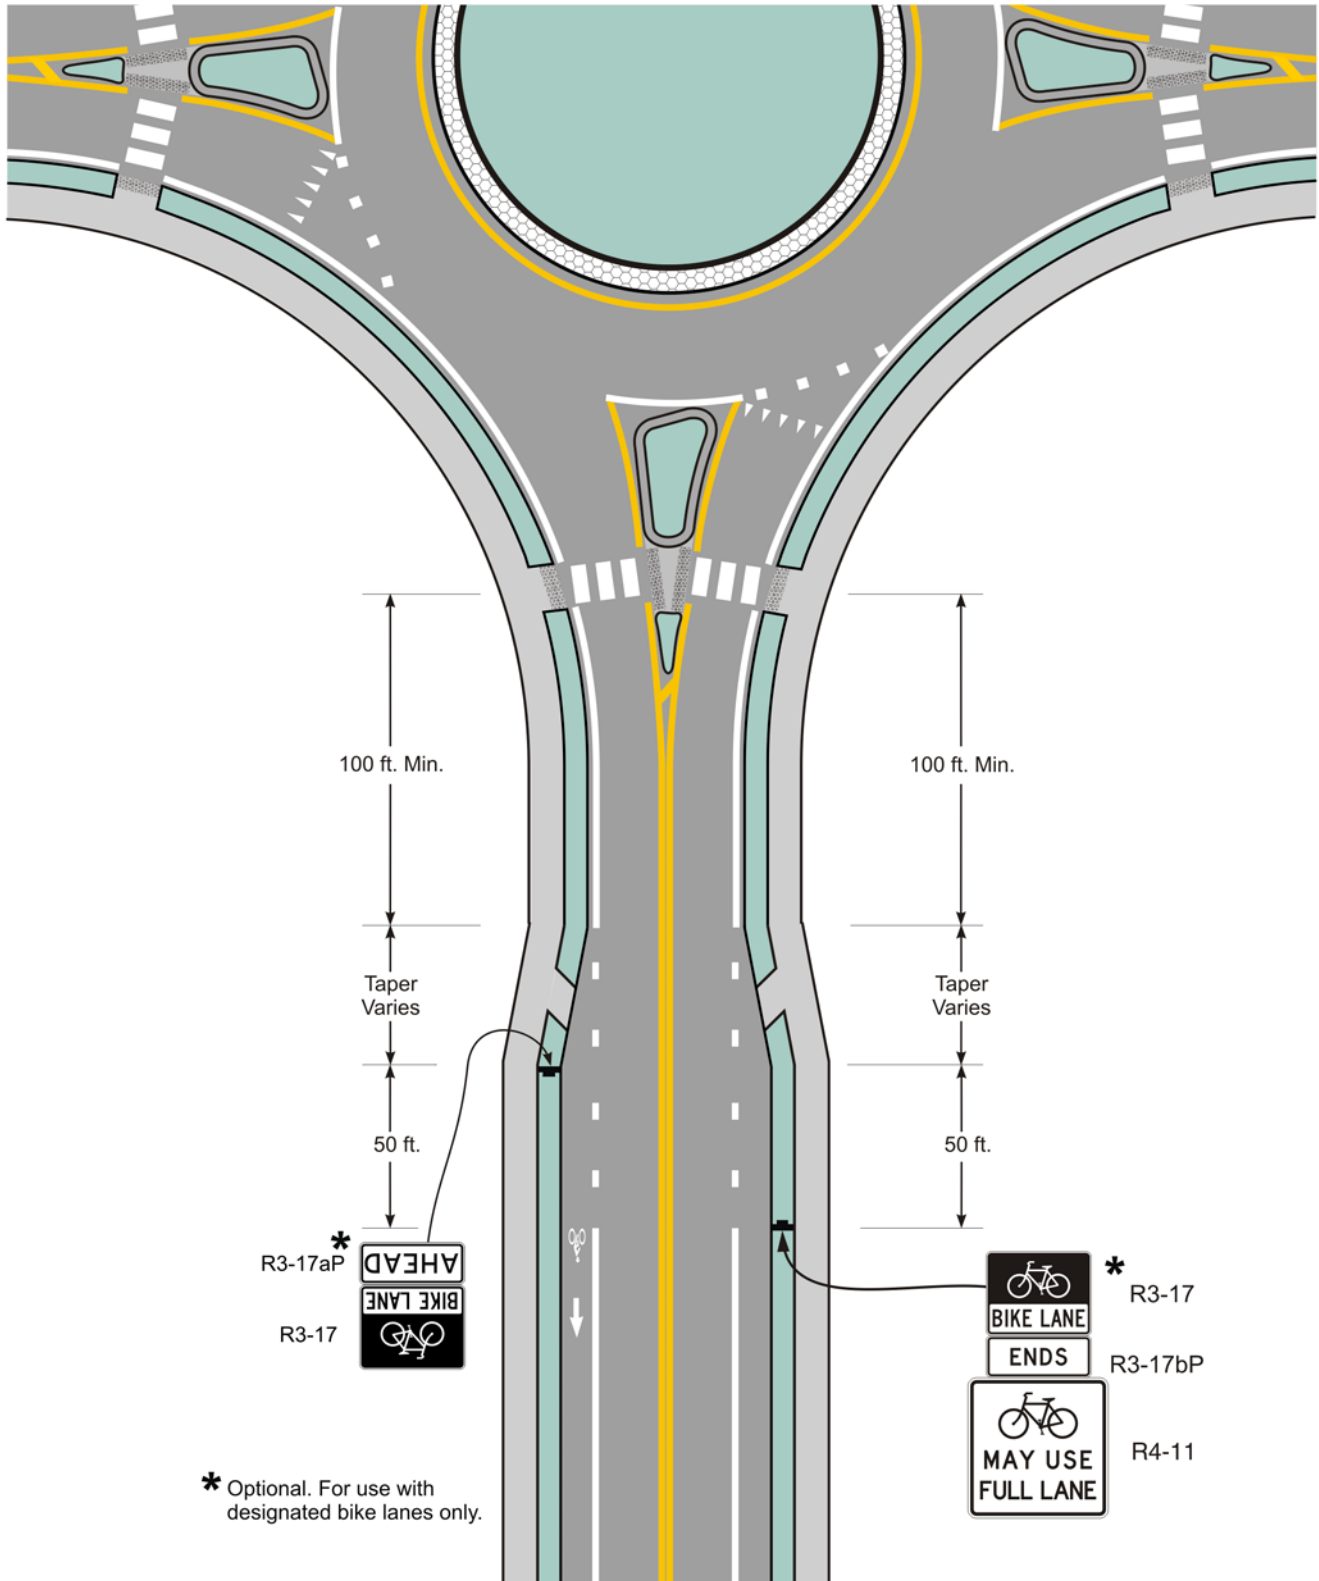 100 ft. Min.
100 ft. Min.
Taper
Varies
Taper
Varies
50 ft.
50 ft.
*
R3-17aP
AHEAD
BIKE LANE
R3-17
*
R3-17
BIKE LANE
ENDS
R3-17bP
MAY USE
FULL LANE
R4-11
* Optional. For use with
designated bike lanes only.